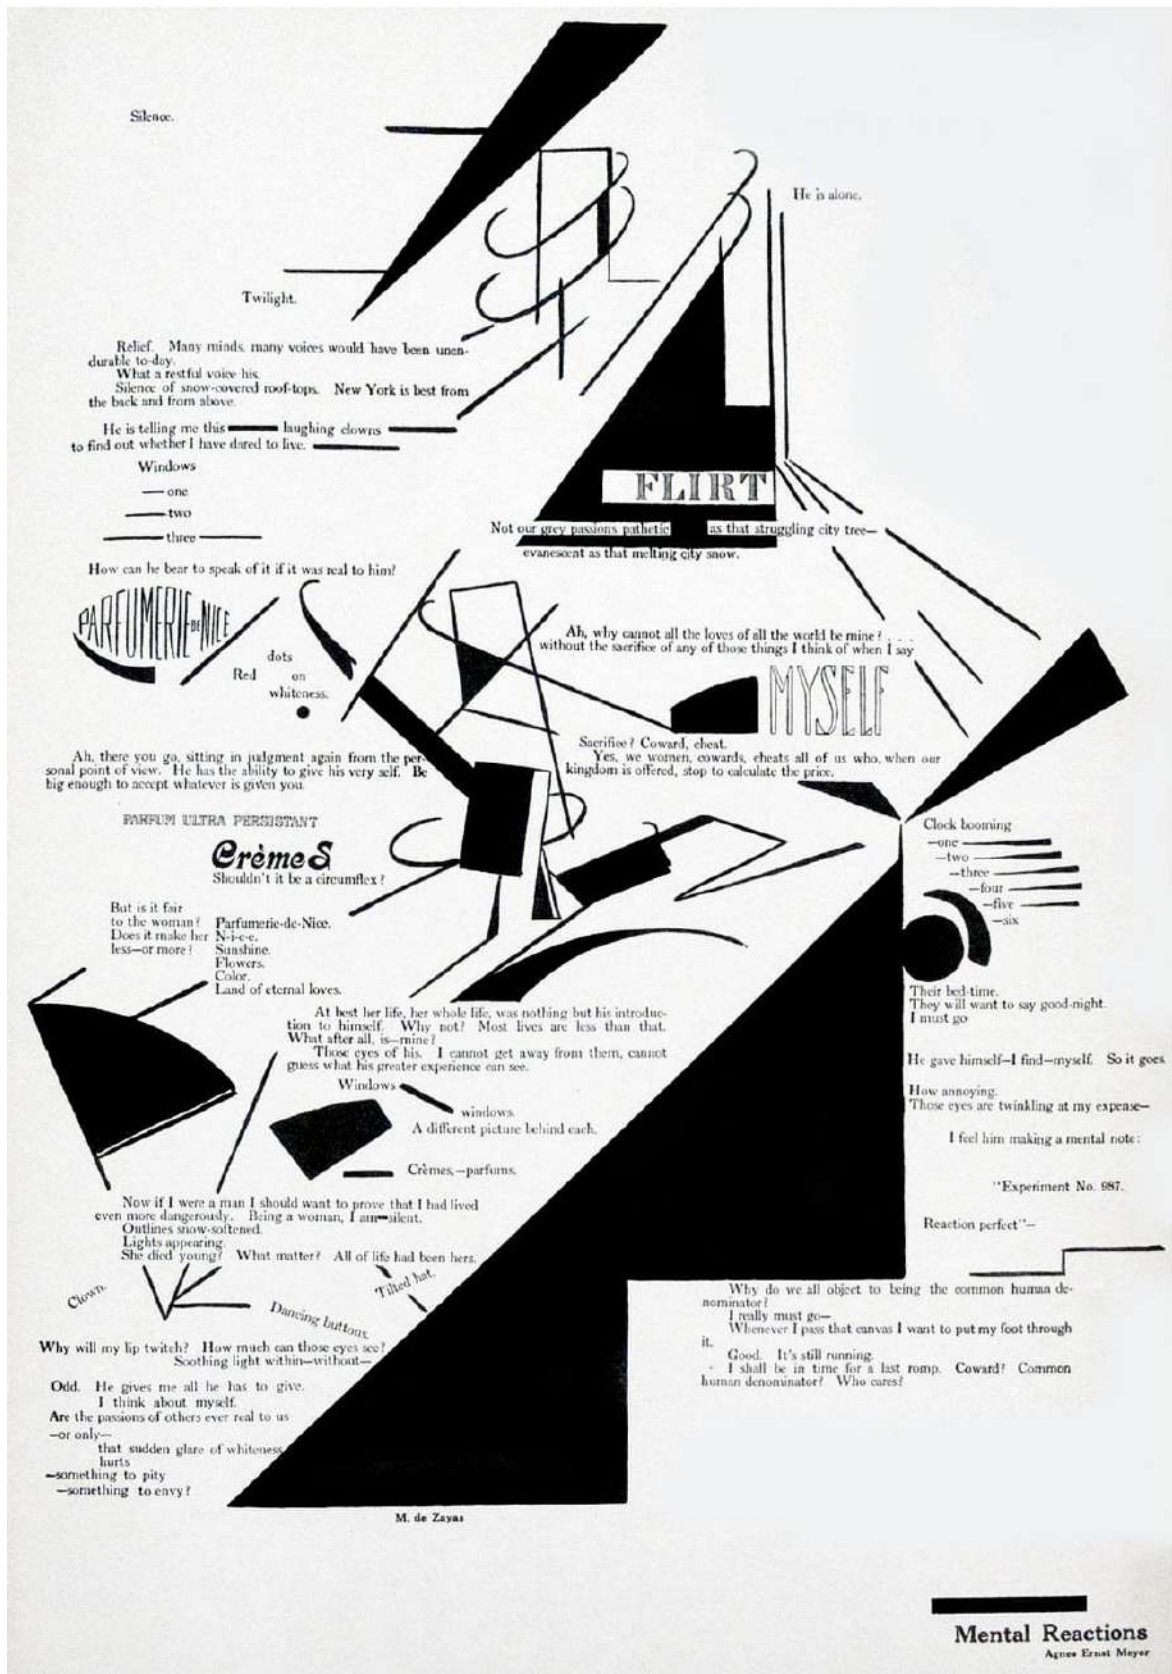 Silence.
He is alone.
Twilight.
Relief. Many minds, many voices would have been unen-
durable to-day.
What a restful voice his.
Silence of snow-covered roof-tops. New York is best from
the back and from above.
He is telling me this laughing clowns
to find out whether I have dared to live.
Windows
—one
—two
—three
FLIRT
Not our grey passions pathetic as that struggling city tree—
evanescent as that melting city snow.
How can he bear to speak of it if it was real to him?
PARFUMERIE DE NICE
dots
Red on
whiteness.
Ah, why cannot all the loves of all the world be mine? . . .
without the sacrifice of any of those things I think of when I say
MYSELF
Sacrifice? Coward, cheat.
Yes, we women, cowards, cheats all of us who, when our
kingdom is offered, stop to calculate the price.
Ah, there you go, sitting in judgment again from the per-
sonal point of view. He has the ability to give his very self. Be
big enough to accept whatever is given you.
PARFUM ULTRA PERSISTANT
CrèmeS
Shouldn't it be a circumflex?
But is it fair
to the woman?
Does it make her
less—or more?
Parfumerie-de-Nice.
N-i-c-e.
Sunshine.
Flowers.
Color.
Land of eternal loves.
Clock booming
—one
—two
—three
—four
—five
—six
Their bed-time.
They will want to say good-night.
I must go
At best her life, her whole life, was nothing but his introduc-
tion to himself. Why not? Most lives are less than that.
What after all, is—mine?
Those eyes of his. I cannot get away from them, cannot
guess what his greater experience can see.
Windows
windows.
A different picture behind each.
Crèmes,—parfums.
He gave himself—I find—myself. So it goes
How annoying.
Those eyes are twinkling at my expense—
I feel him making a mental note:
"Experiment No. 987.
Reaction perfect"—
Now if I were a man I should want to prove that I had lived
even more dangerously. Being a woman, I am—silent.
Outlines snow-softened.
Lights appearing.
She died young? What matter? All of life had been hers.
Clown.
Dancing buttons.
Tilted hat.
Why will my lip twitch? How much can those eyes see?
Soothing light within—without—
Odd. He gives me all he has to give.
I think about myself.
Are the passions of others ever real to us
—or only—
that sudden glare of whiteness
hurts
—something to pity
—something to envy?
Why do we all object to being the common human de-
nominator?
I really must go—
Whenever I pass that canvas I want to put my foot through
it.
Good. It's still running.
I shall be in time for a last romp. Coward? Common
human denominator? Who cares?
M. de Zayas
Mental Reactions
Agnes Ernst Meyer